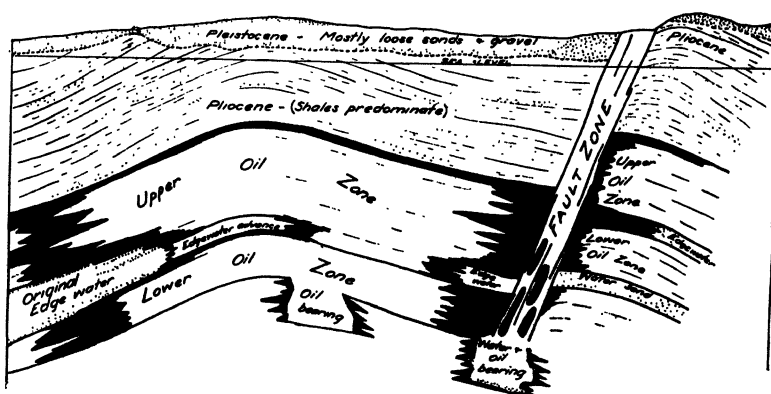 Pleistocene - Mostly loose sands & gravel
SEA LEVEL
Pliocene
Pliocene - (Shales predominate)
FAULT ZONE
Upper Oil Zone
Upper
Oil
Zone
Edgewater advance
Edgewater
Lower
Oil Zone
Water Sand
Edge
water
Original
Edge water
Lower Oil Zone
Oil
bearing
Water &
Oil
bearing